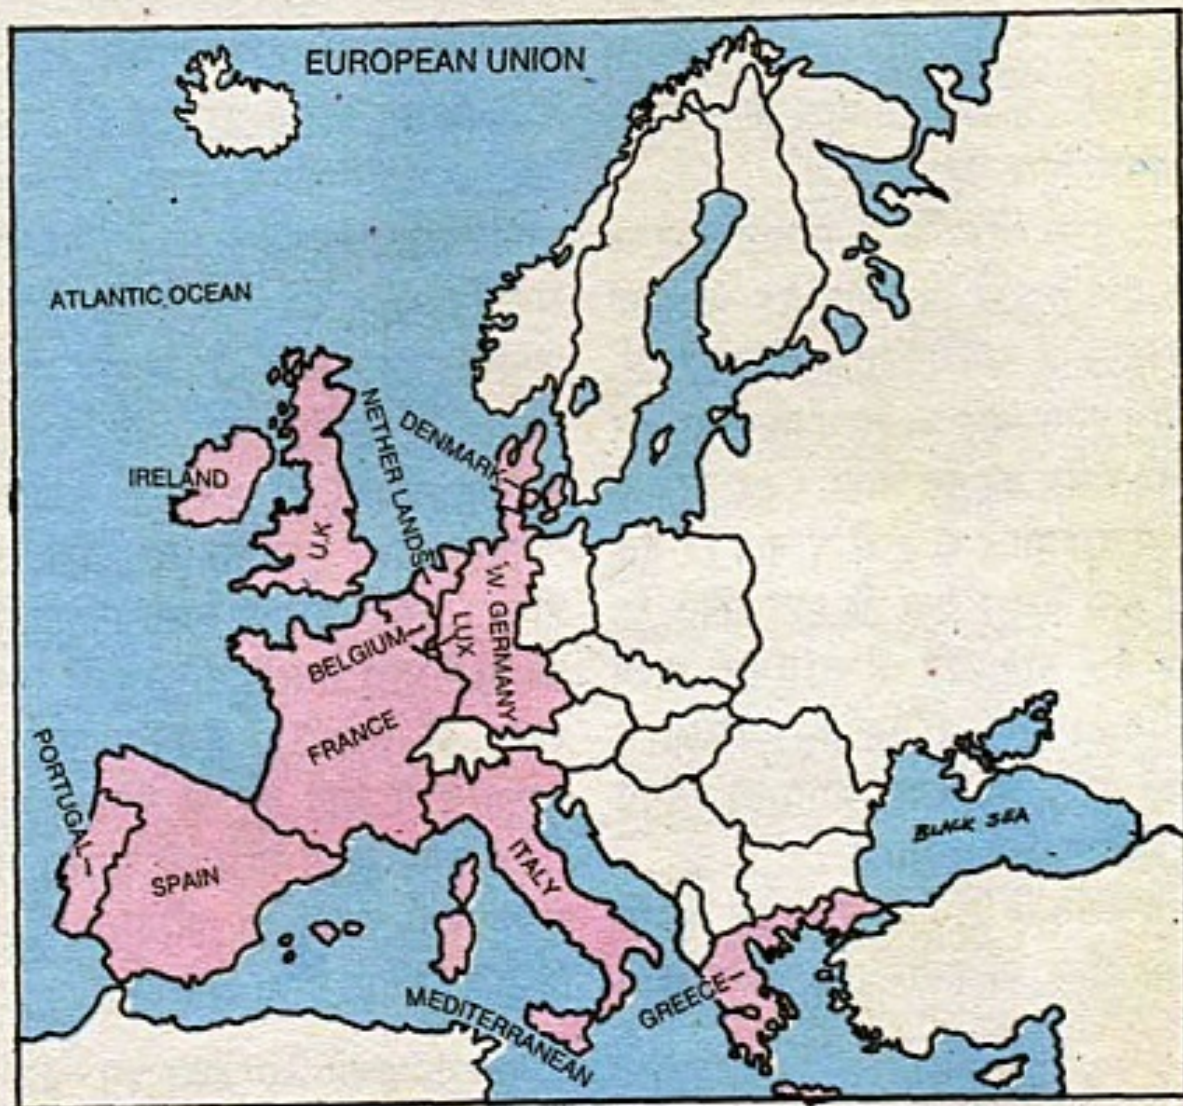 EUROPEAN UNION
ATLANTIC OCEAN
NETHER LANDS
DENMARK
IRELAND
U.K
W. GERMANY
LUX
BELGIUM
FRANCE
PORTUGAL
BLACK SEA
SPAIN
ITALY
GREECE
MEDITERRANEAN